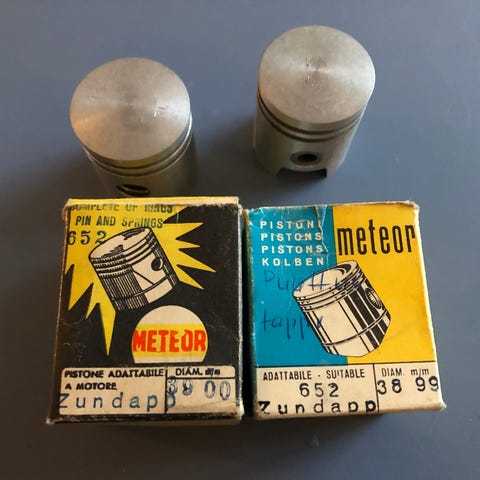 COMPLETE OF RINGS
PIN AND SPRINGS
652
METEOR
PISTONE ADATTABILE
A MOTORE
DIAM. m/m
39 00
Zundapp
PISTONI
PISTONS
PISTONS
KOLBEN
meteor
tappi
ADATTABILE - SUITABLE
652
Zundapp
DIAM. m/m
38 99